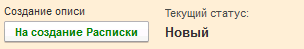 Создание описи
На создание Расписки
Текущий статус:
Новый